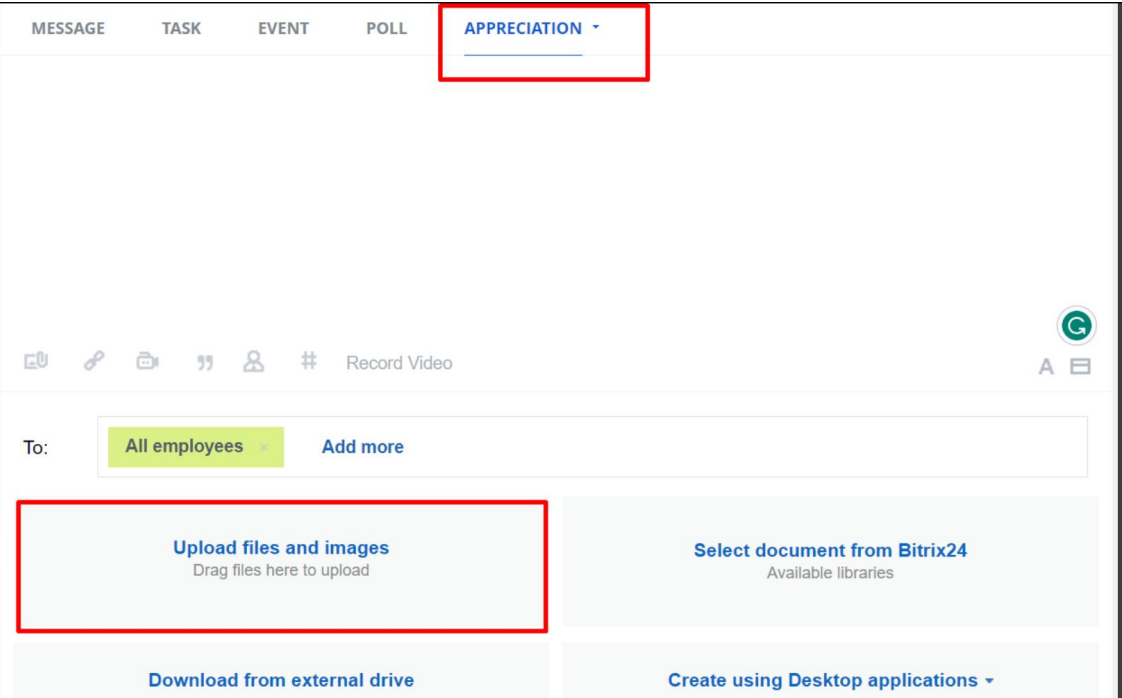 MESSAGE TASK EVENT POLL APPRECIATION
Record Video
A
To: All employees × Add more
Upload files and images
Drag files here to upload
Select document from Bitrix24
Available libraries
Download from external drive
Create using Desktop applications